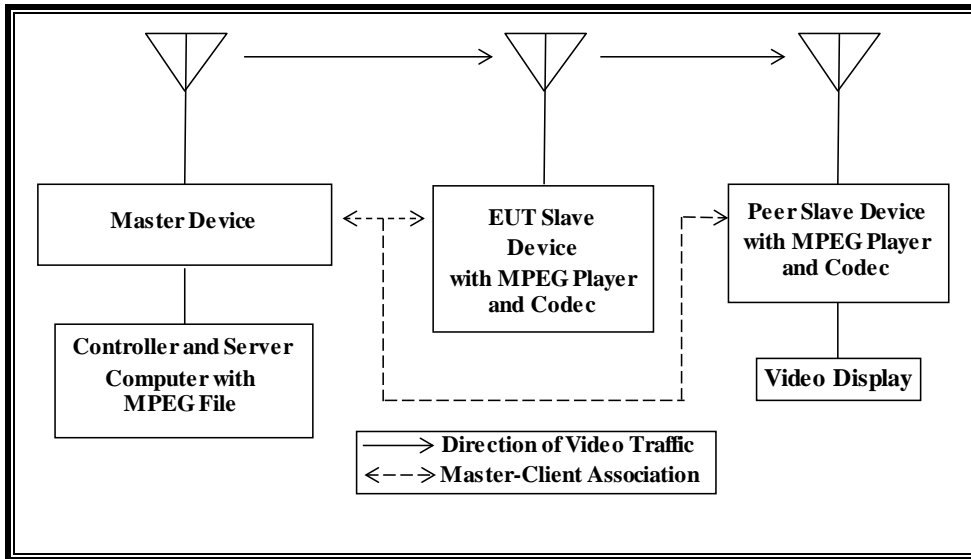 Master Device
EUT Slave
Device
with MPEG Player
and Codec
Peer Slave Device
with MPEG Player
and Codec
Controller and Server
Computer with
MPEG File
Video Display
Direction of Video Traffic
Master-Client Association